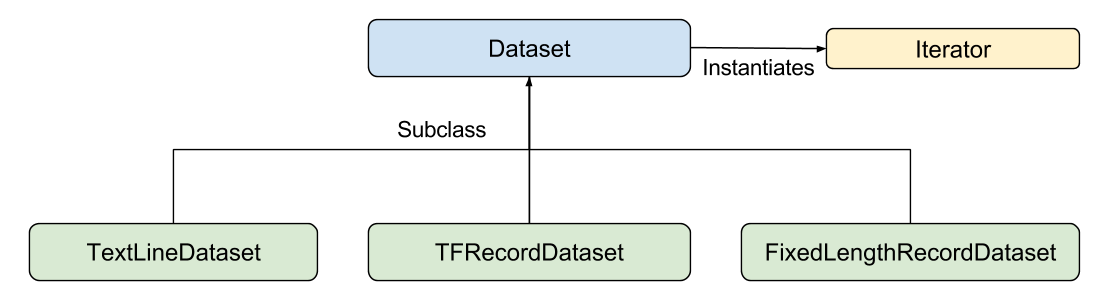 Dataset
Iterator
Instantiates
Subclass
TextLineDataset
TFRecordDataset
FixedLengthRecordDataset